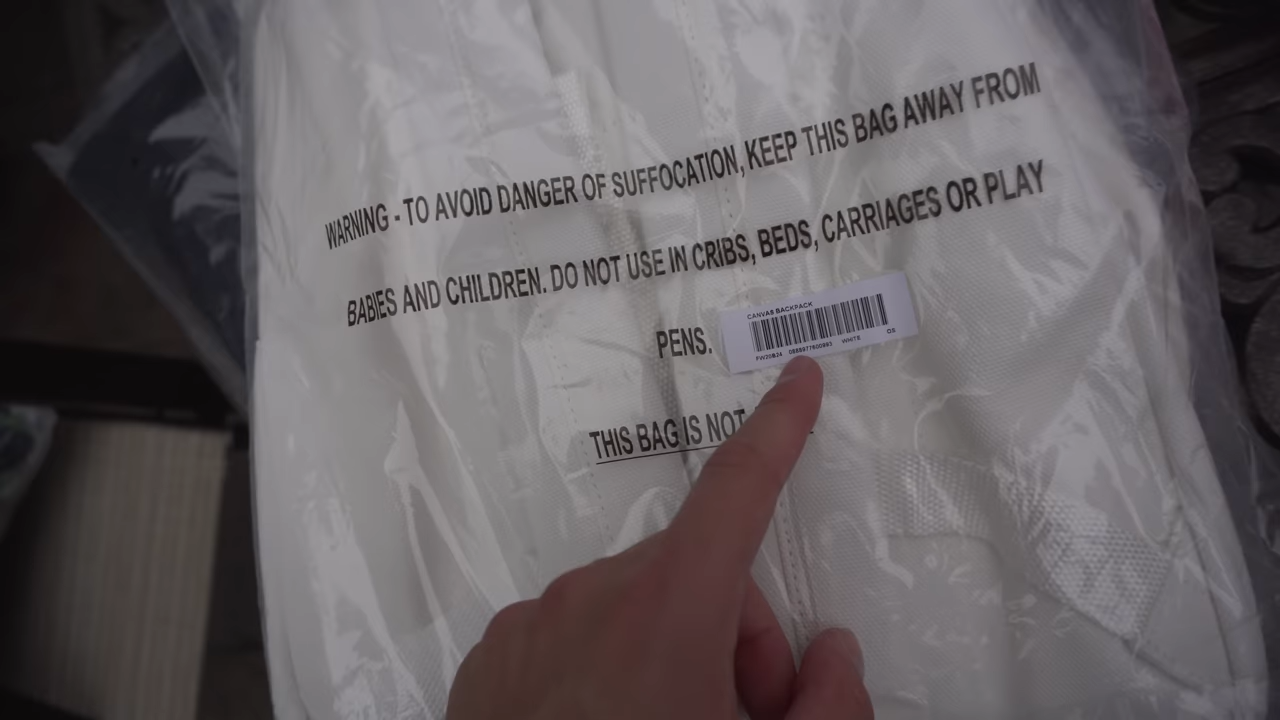 WARNING - TO AVOID DANGER OF SUFFOCATION, KEEP THIS BAG AWAY FROM
BABIES AND CHILDREN. DO NOT USE IN CRIBS, BEDS, CARRIAGES OR PLAY
PENS.
CANVAS BACKPACK
WHITE OS
THIS BAG IS NOT